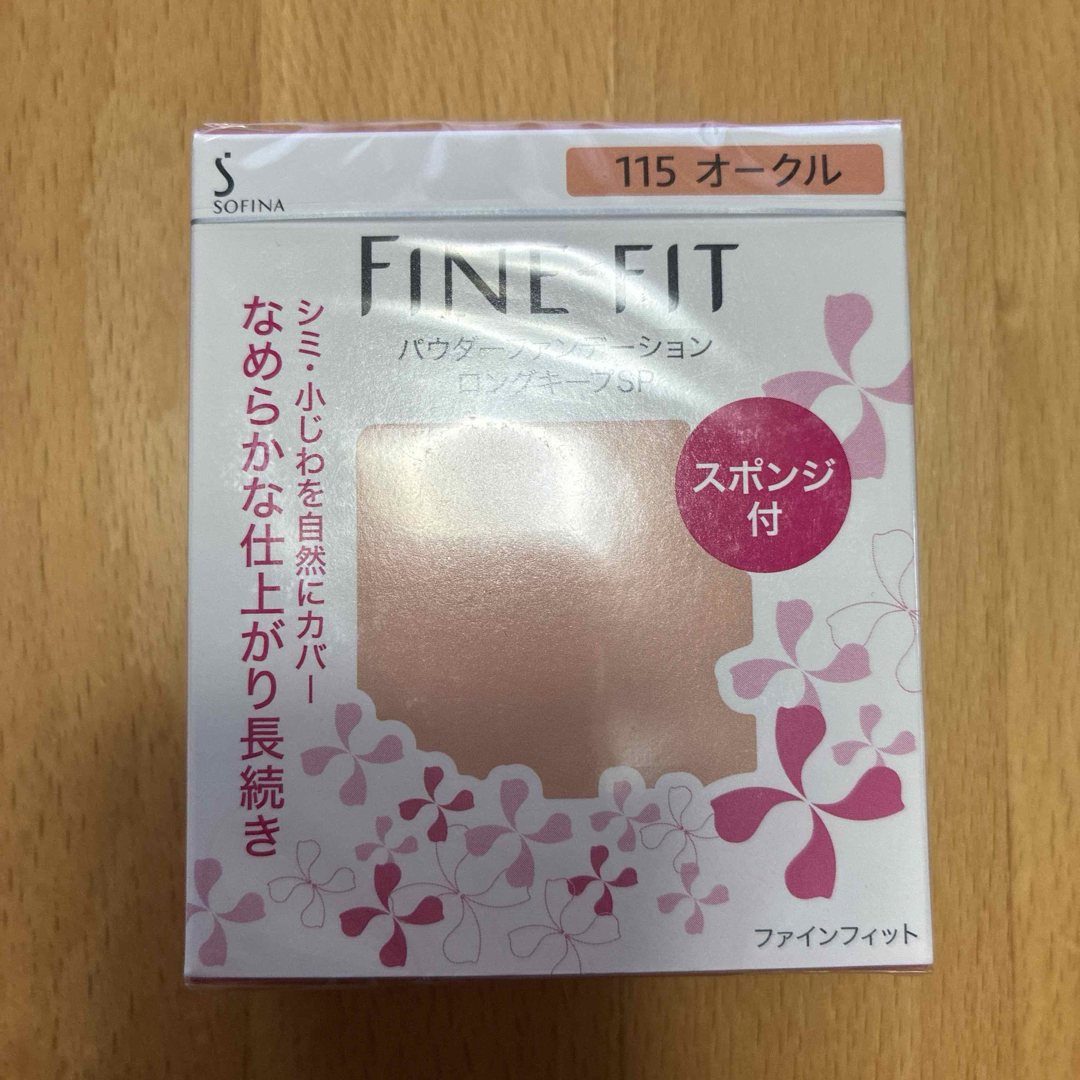 SOFINA
115 オークル
FINE-FIT
パウダーファンデーション
ロングキープSP
シミ・小じわを自然にカバー
なめらかな仕上がり長続き
スポンジ
付
ファインフィット